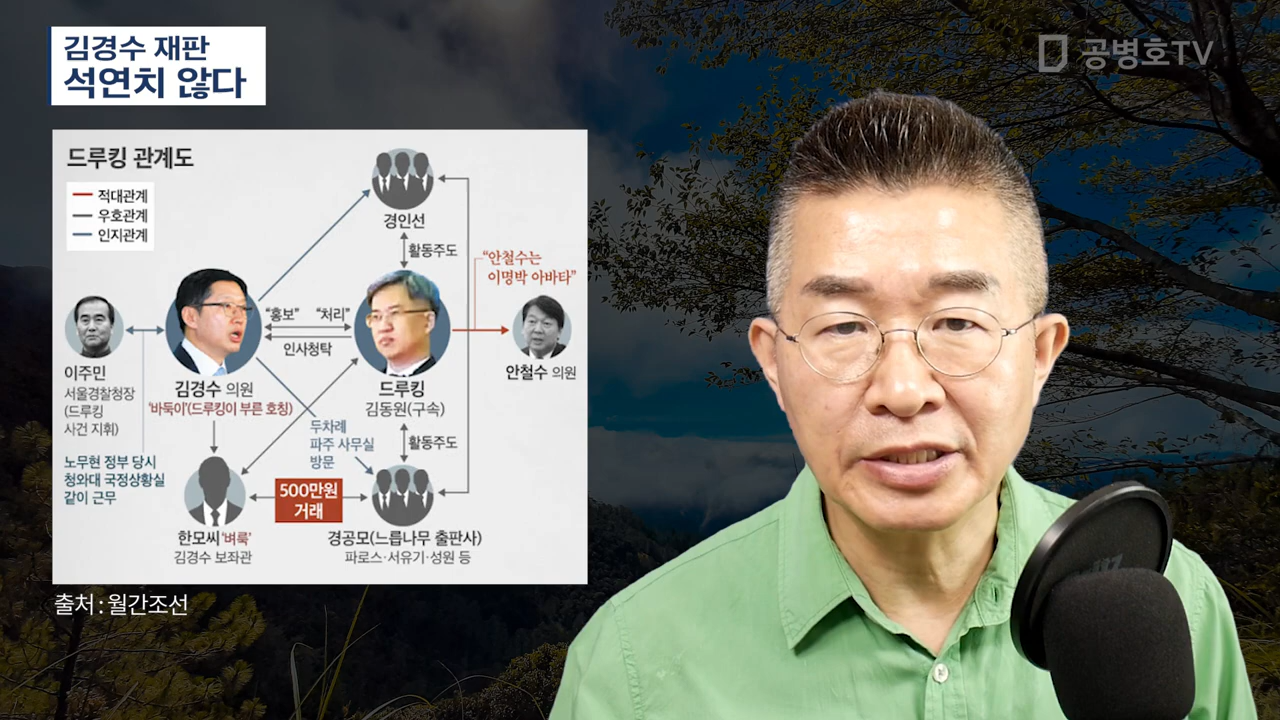 김경수 재판
석연치 않다
공병호TV
드루킹 관계도
적대관계
우호관계
인지관계
경인선
활동주도
"안철수는
이명박 아바타"
"홍보" "처리"
인사청탁
이주민
서울경찰청장
(드루킹
사건 지휘)
김경수 의원
'바둑이'(드루킹이 부른 호칭)
드루킹
김동원(구속)
안철수 의원
두차례
파주 사무실
방문
활동주도
노무현 정부 당시
청와대 국정상황실
같이 근무
500만원
거래
한모씨 '벼룩'
김경수 보좌관
경공모(느릅나무 출판사)
파로스·서유기·성원 등
출처 : 월간조선